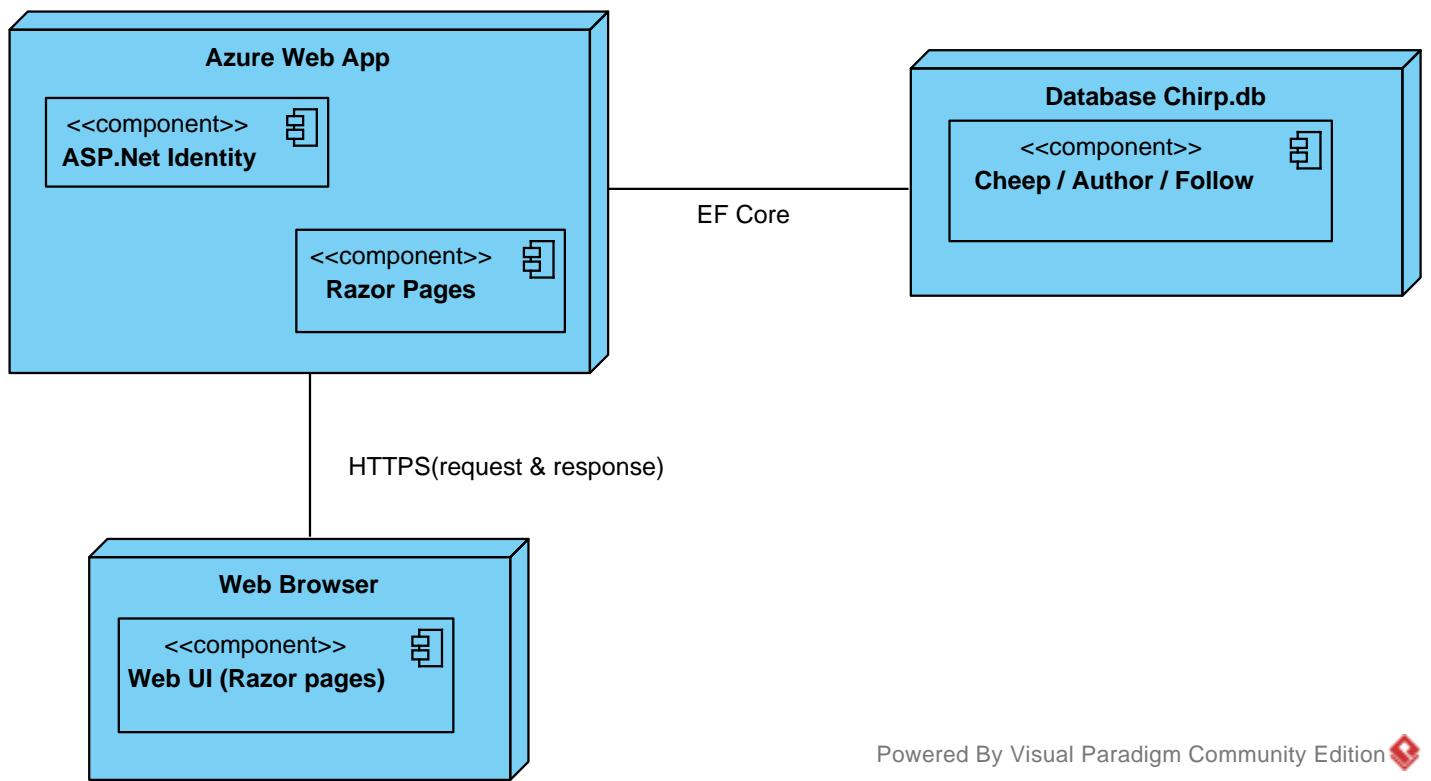 Azure Web App
<<component>>
ASP.Net Identity
<<component>>
Razor Pages
EF Core
Database Chirp.db
<<component>>
Cheep / Author / Follow
HTTPS(request & response)
Web Browser
<<component>>
Web UI (Razor pages)
Powered By Visual Paradigm Community Edition